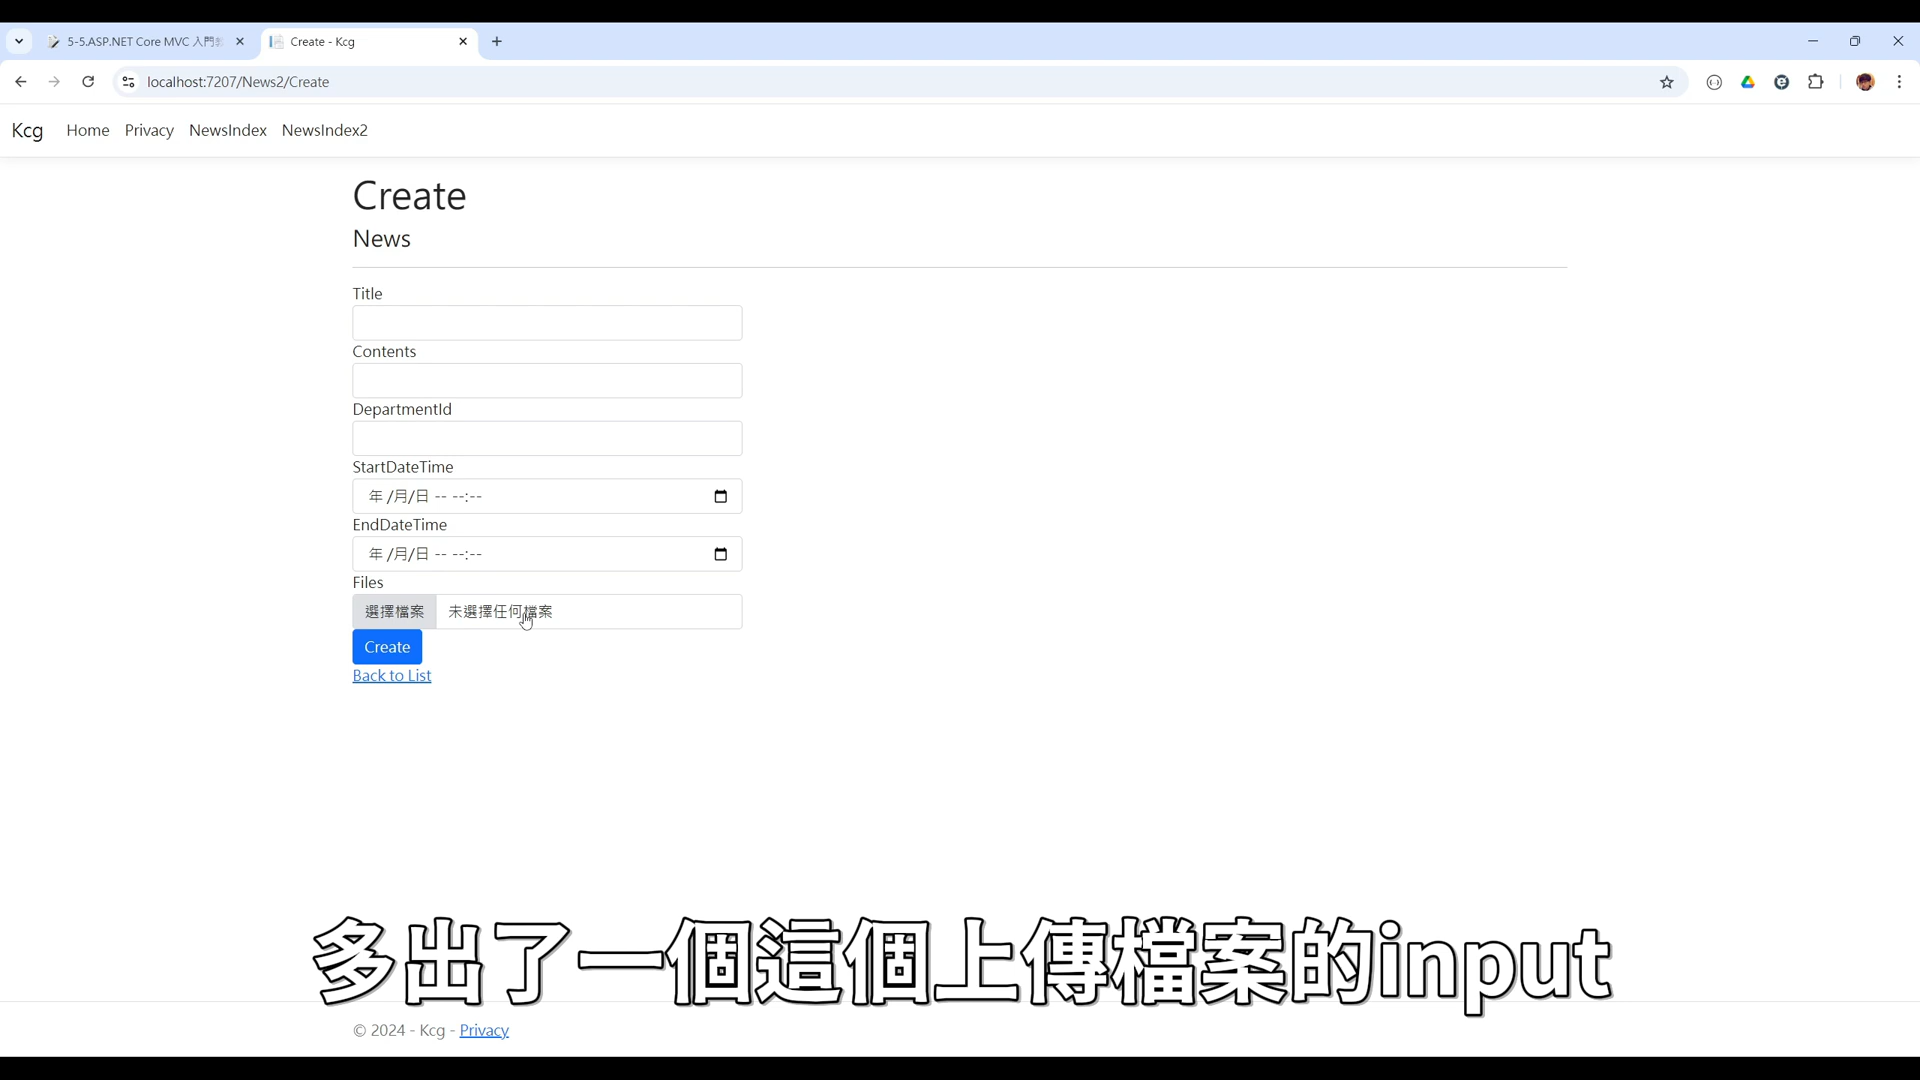 5-5.ASP.NET Core MVC 入門
Create - Kcg
localhost:7207/News2/Create
Kcg Home Privacy NewsIndex NewsIndex2
Create
News
Title
Contents
DepartmentId
StartDateTime
年 /月/日 -- --:--
EndDateTime
年 /月/日 -- --:--
Files
選擇檔案 未選擇任何檔案
Create
Back to List
多出了一個這個上傳檔案的input
© 2024 - Kcg - Privacy